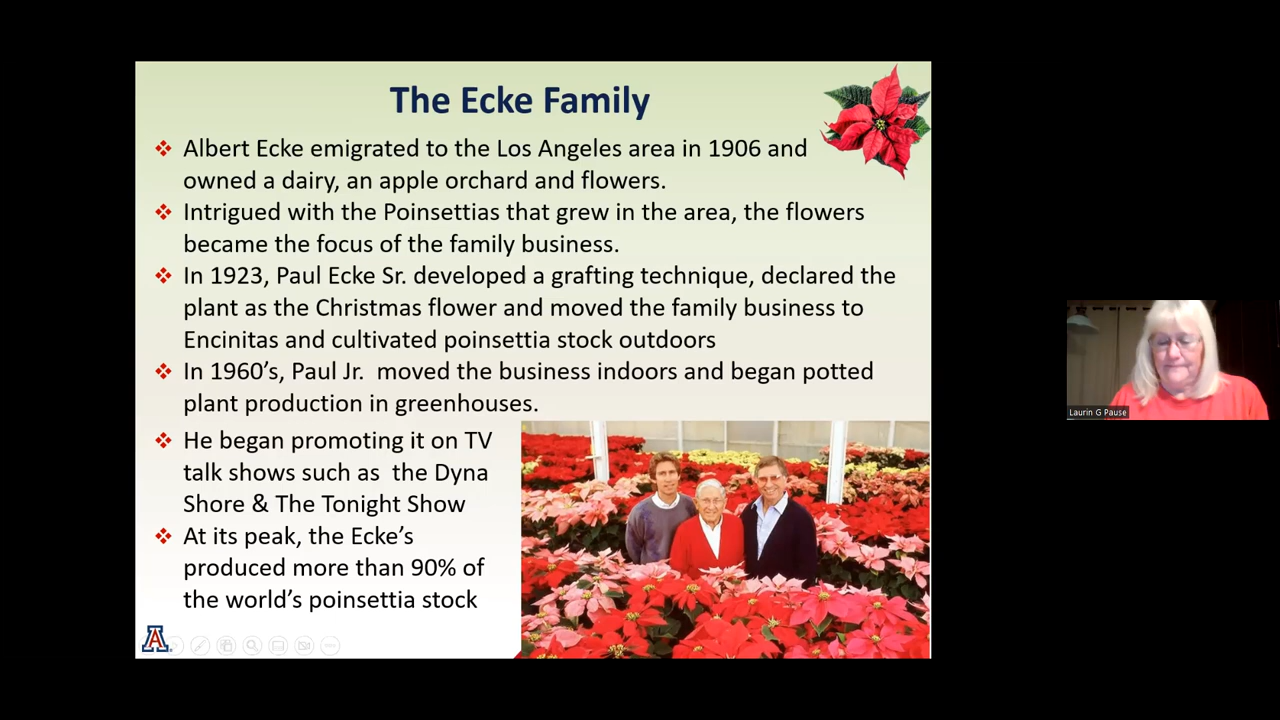 The Ecke Family
❖ Albert Ecke emigrated to the Los Angeles area in 1906 and
owned a dairy, an apple orchard and flowers.
❖ Intrigued with the Poinsettias that grew in the area, the flowers
became the focus of the family business.
❖ In 1923, Paul Ecke Sr. developed a grafting technique, declared the
plant as the Christmas flower and moved the family business to
Encinitas and cultivated poinsettia stock outdoors
❖ In 1960’s, Paul Jr.  moved the business indoors and began potted
plant production in greenhouses.
❖ He began promoting it on TV
talk shows such as  the Dyna
Shore & The Tonight Show
❖ At its peak, the Ecke’s
produced more than 90% of
the world’s poinsettia stock
A
Laurin G Pause